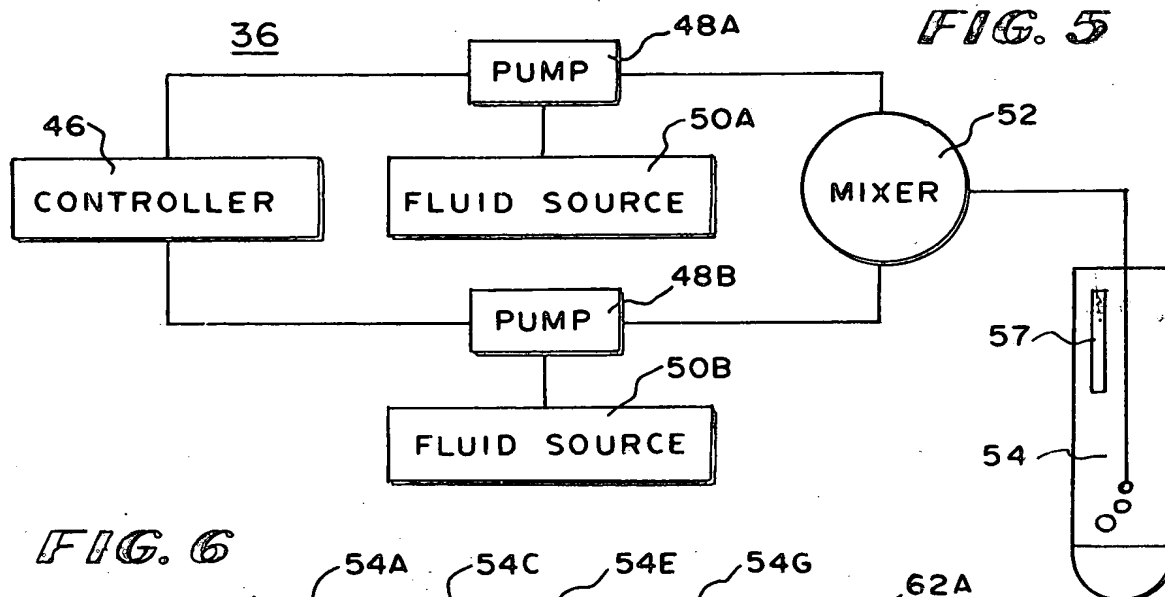 36
48A
FIG. 5
PUMP
46
50A
52
CONTROLLER
FLUID SOURCE
MIXER
48B
PUMP
57
50B
FLUID SOURCE
54
FIG. 6
54A
54C
54E
54G
62A